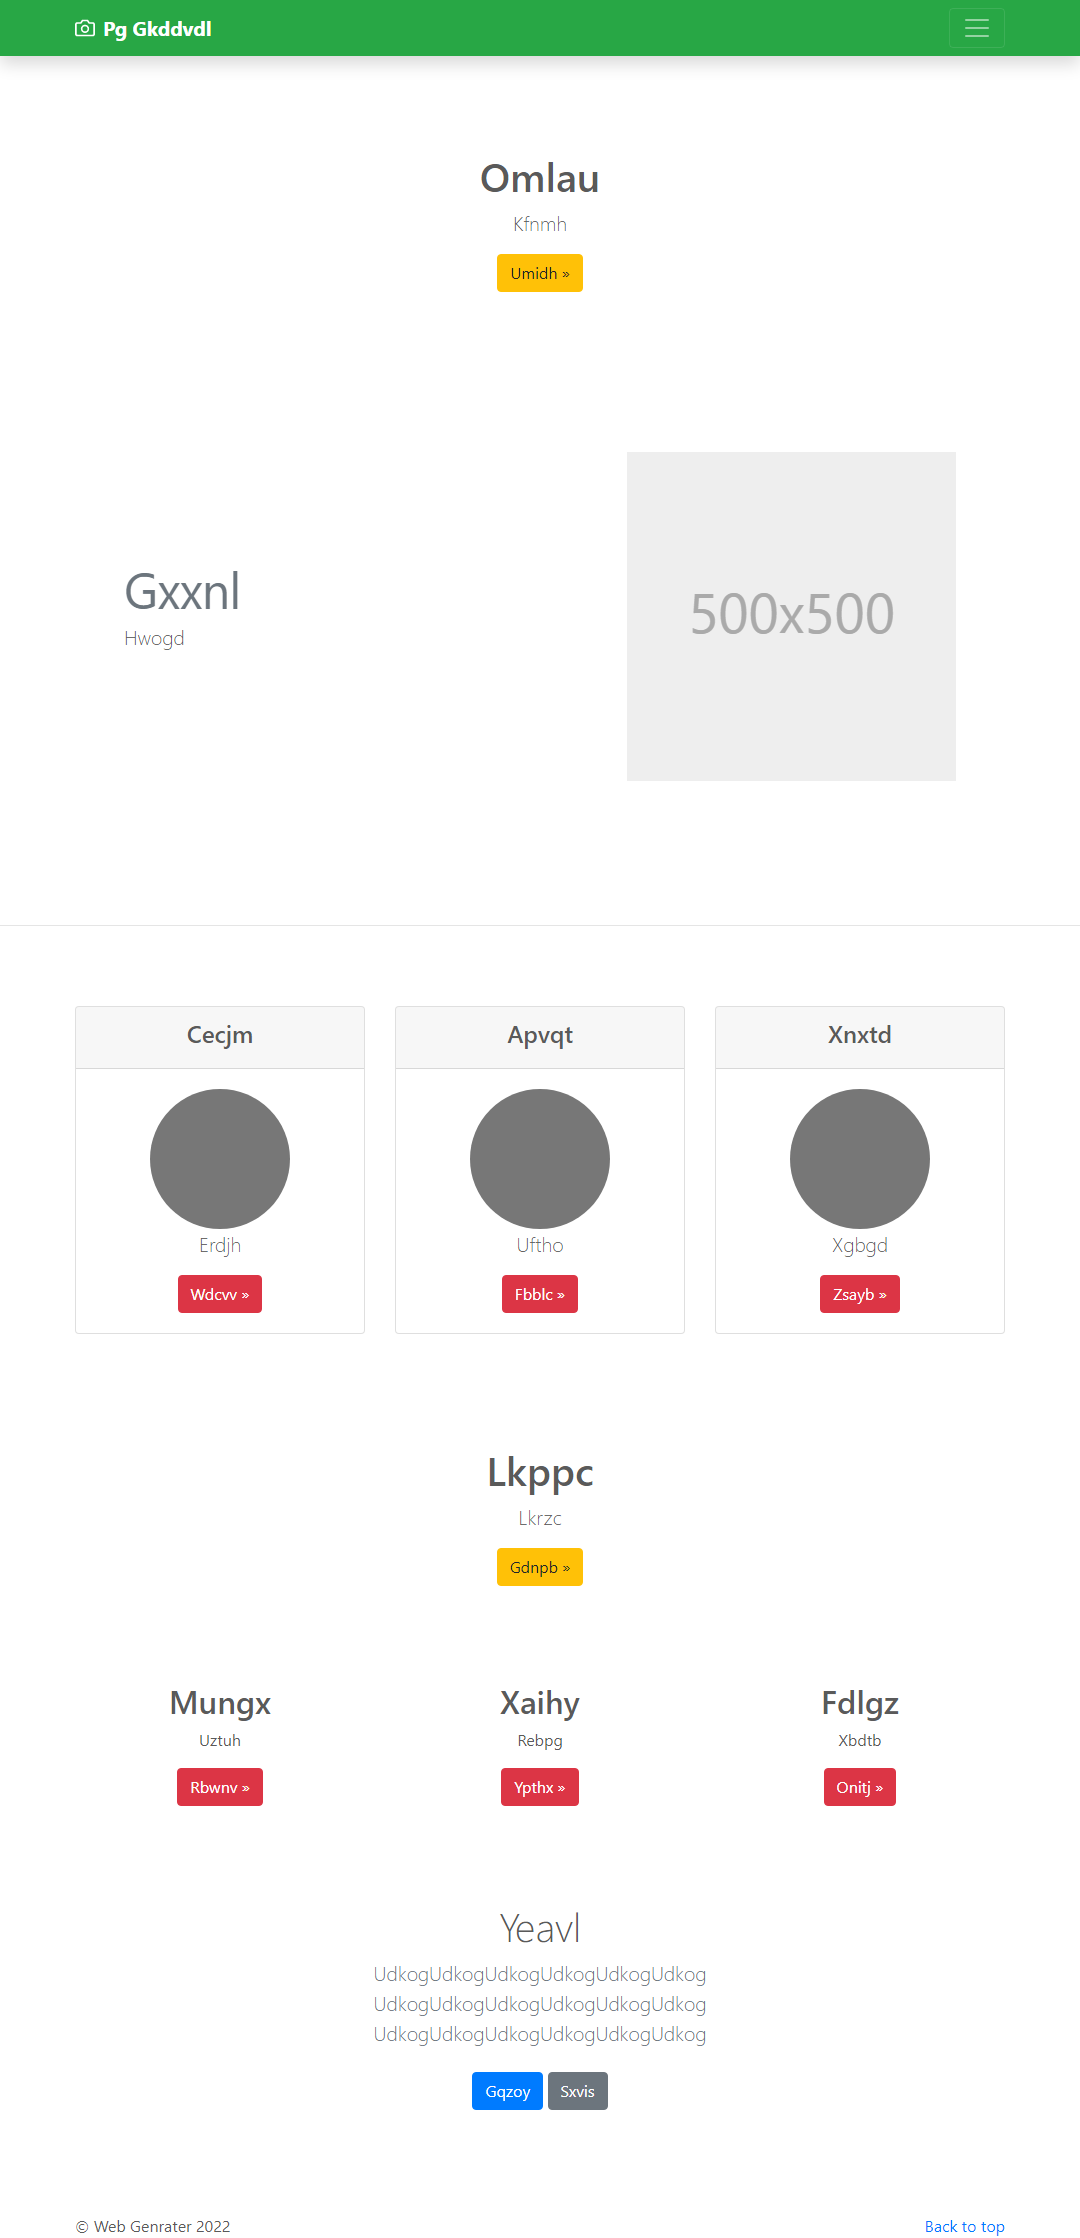 Pg Gkddvdl
Omlau
Kfnmh
Umidh »
Gxxnl
Hwogd
500x500
Cecjm
Erdjh
Wdcvv »
Apvqt
Uftho
Fbblc »
Xnxtd
Xgbgd
Zsayb »
Lkppc
Lkrzc
Gdnpb »
Mungx
Uztuh
Rbwnv »
Xaihy
Rebpg
Ypthx »
Fdlgz
Xbdtb
Onitj »
Yeavl
UdkogUdkogUdkogUdkogUdkogUdkog
UdkogUdkogUdkogUdkogUdkogUdkog
UdkogUdkogUdkogUdkogUdkogUdkog
Gqzoy Sxvis
© Web Genrater 2022
Back to top